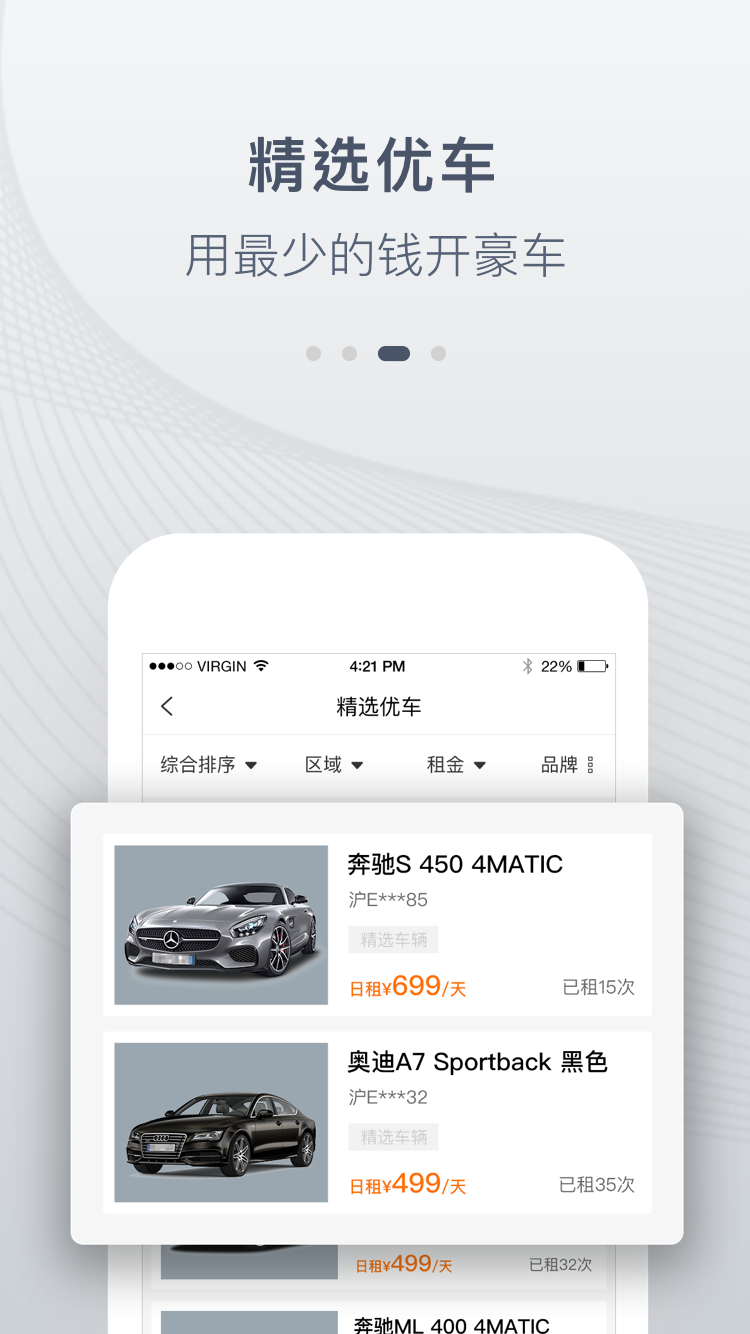 精选优车
用最少的钱开豪车
VIRGIN 4:21 PM 22%
精选优车
综合排序 区域 租金 品牌
奔驰S 450 4MATIC
沪E***85
精选车辆
日租¥699/天 已租15次
奥迪A7 Sportback 黑色
沪E***32
精选车辆
日租¥499/天 已租35次
日租¥499/天 已租32次
奔驰ML 400 4MATIC